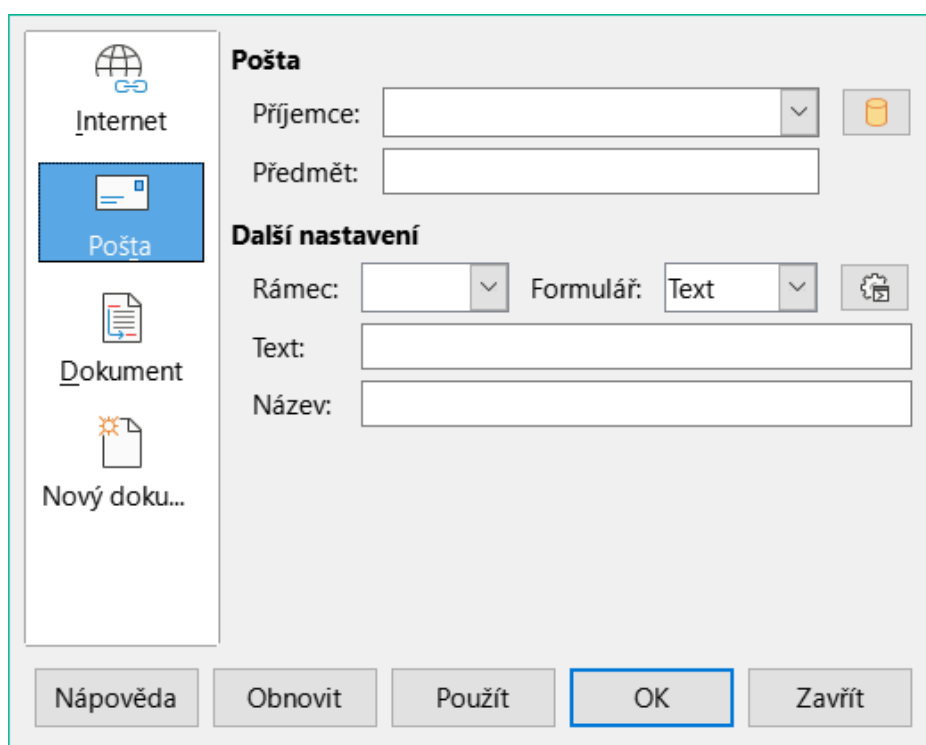 Internet
Pošta
Dokument
Nový doku...
Pošta
Příjemce:
Předmět:
Další nastavení
Rámec:
Formulář: Text
Text:
Název:
Nápověda Obnovit Použít OK Zavřít